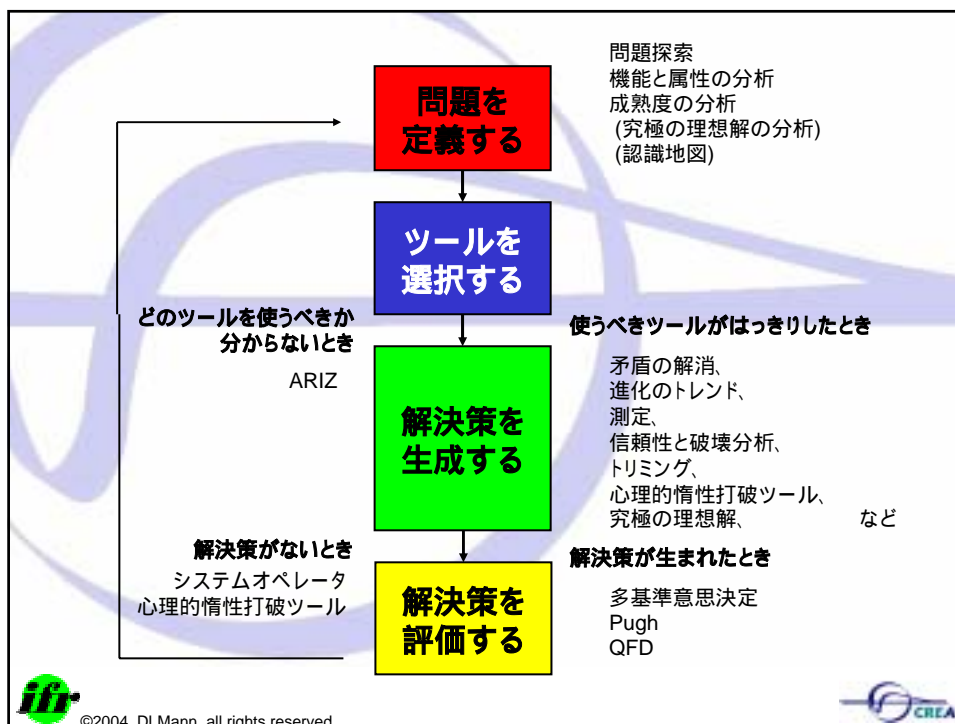 問題探索
機能と属性の分析
成熟度の分析
(究極の理想解の分析)
(認識地図)
問題を
定義する
ツールを
選択する
どのツールを使うべきか
分からないとき
ARIZ
使うべきツールがはっきりしたとき
矛盾の解消、
進化のトレンド、
測定、
信頼性と破壊分析、
トリミング、
心理的惰性打破ツール、
究極の理想解、 など
解決策を
生成する
解決策がないとき
システムオペレータ
心理的惰性打破ツール
解決策が生まれたとき
多基準意思決定
Pugh
QFD
解決策を
評価する
ifr
©2004, DLMann, all rights reserved
CREA